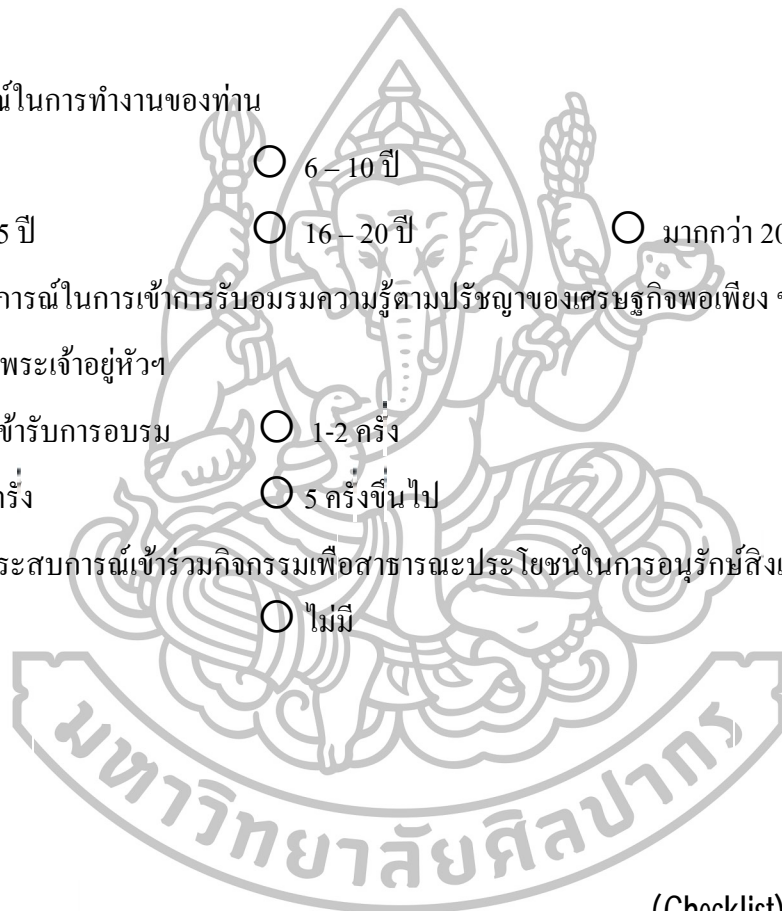 ณ์ในการทำงานของท่าน
○ 6 – 10 ปี
5 ปี ○ 16 – 20 ปี ○ มากกว่า 20
การณ์ในการเข้าการรับอมรมความรู้ตามปรัชญาของเศรษฐกิจพอเพียง
พระเจ้าอยู่หัวฯ
ข้ารับการอบรม ○ 1-2 ครั้ง
ครั้ง ○ 5 ครั้งขึ้นไป
ระสบการณ์เข้าร่วมกิจกรรมเพื่อสาธารณะประโยชน์ในการอนุรักษ์สิ่งแ
○ ไม่มี
มหาวิทยาลัยศิลปากร
(Checklist)